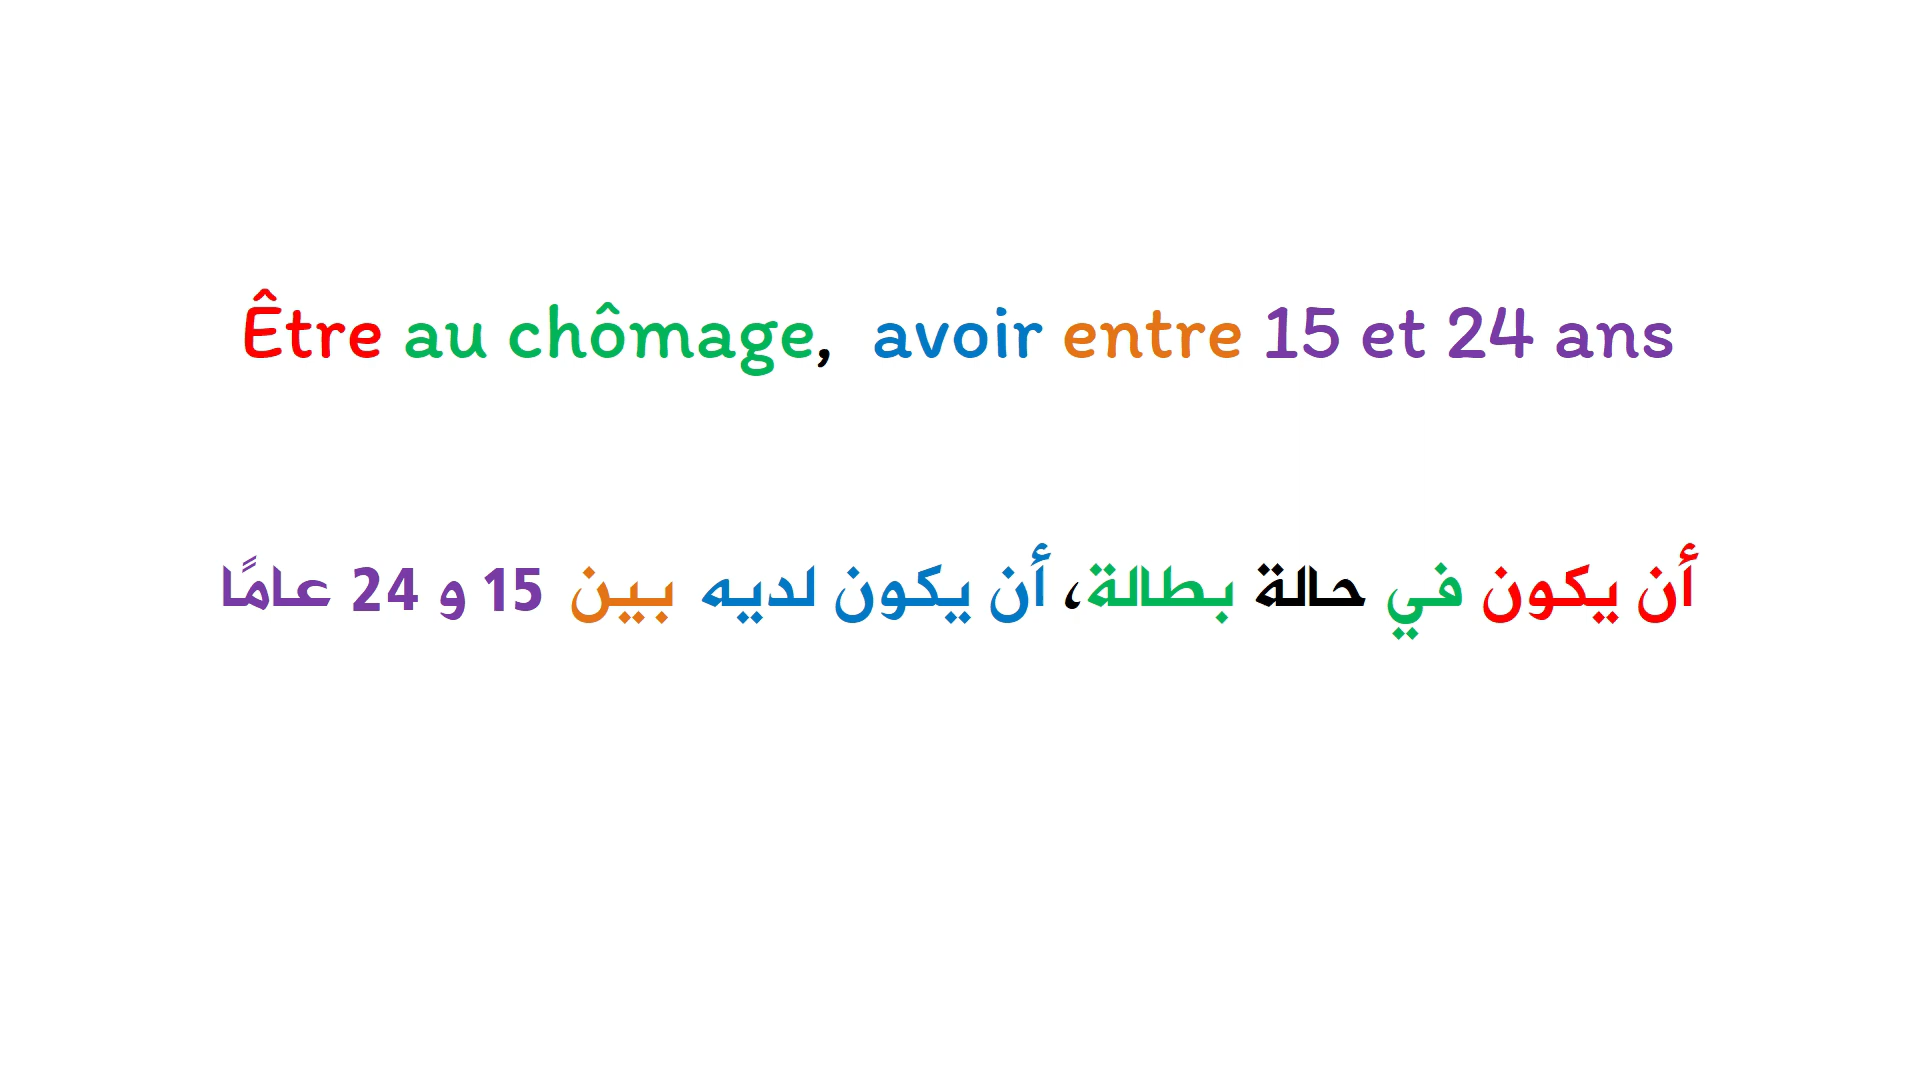 Être au chômage,  avoir entre 15 et 24 ans
أن يكون في حالة بطالة، أن يكون لديه بين 15 و 24 عامًا